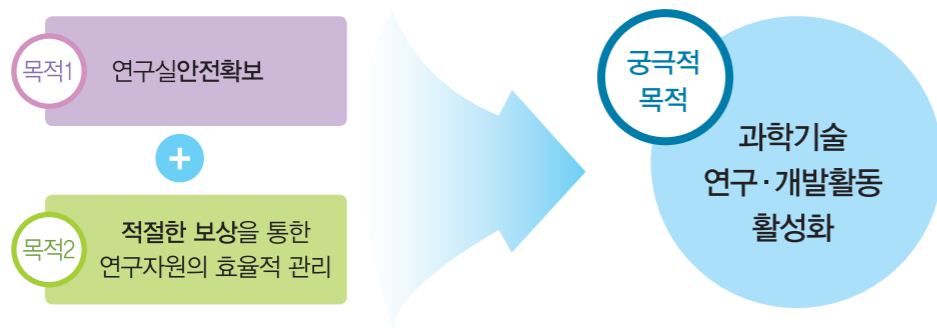 목적1
연구실안전확보
+
목적2
적절한 보상을 통한
연구자원의 효율적 관리
궁극적
목적
과학기술
연구·개발활동
활성화